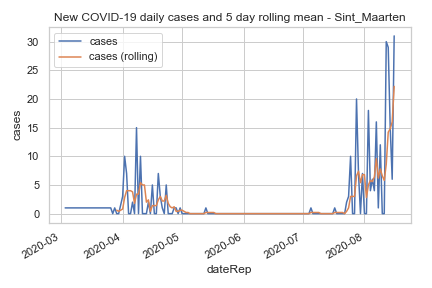 New COVID-19 daily cases and 5 day rolling mean - Sint_Maarten
cases
cases (rolling)
30
25
20
15
10
5
0
cases
2020-03
2020-04
2020-05
2020-06
2020-07
2020-08
dateRep